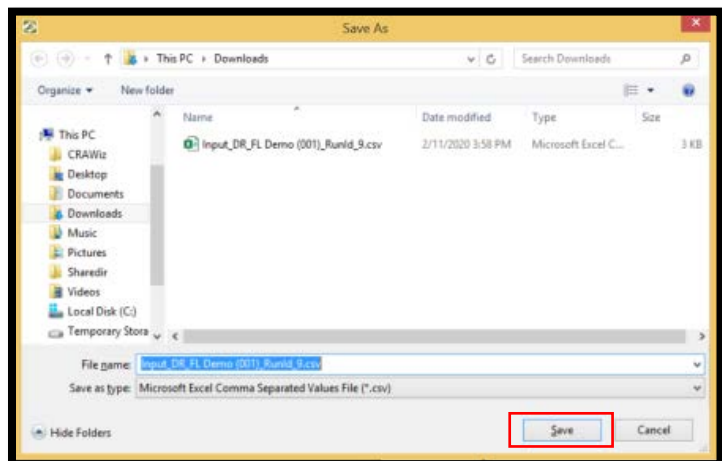 Save As
This PC Downloads Search Downloads
Organize New folder
Name Date modified Type Size
Input_DR_FL Demo (001)_RunId_9.csv 2/11/2020 3:58 PM Microsoft Excel C... 3 KB
This PC
CRAWiz
Desktop
Documents
Downloads
Music
Pictures
Sharedir
Videos
Local Disk (C:)
Temporary Stora
File name: Input_DR_FL Demo (001)_RunId_9.csv
Save as type: Microsoft Excel Comma Separated Values File (*.csv)
Hide Folders Save Cancel